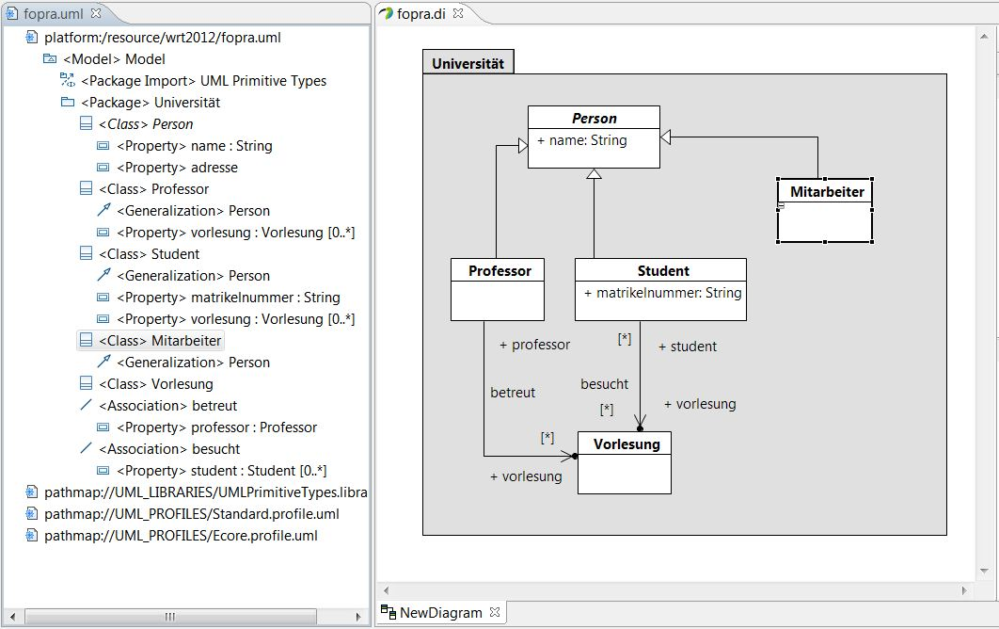 fopra.uml
platform:/resource/wrt2012/fopra.uml
<Model> Model
<Package Import> UML Primitive Types
<Package> Universität
<Class> Person
<Property> name : String
<Property> adresse
<Class> Professor
<Generalization> Person
<Property> vorlesung : Vorlesung [0..*]
<Class> Student
<Generalization> Person
<Property> matrikelnummer : String
<Property> vorlesung : Vorlesung [0..*]
<Class> Mitarbeiter
<Generalization> Person
<Class> Vorlesung
<Association> betreut
<Property> professor : Professor
<Association> besucht
<Property> student : Student [0..*]
pathmap://UML_LIBRARIES/UMLPrimitiveTypes.libra
pathmap://UML_PROFILES/Standard.profile.uml
pathmap://UML_PROFILES/Ecore.profile.uml
fopra.di
Universität
Person
+ name: String
Mitarbeiter
Professor
Student
+ matrikelnummer: String
+ professor
[*]
+ student
betreut
besucht
[*]
+ vorlesung
[*]
Vorlesung
+ vorlesung
NewDiagram